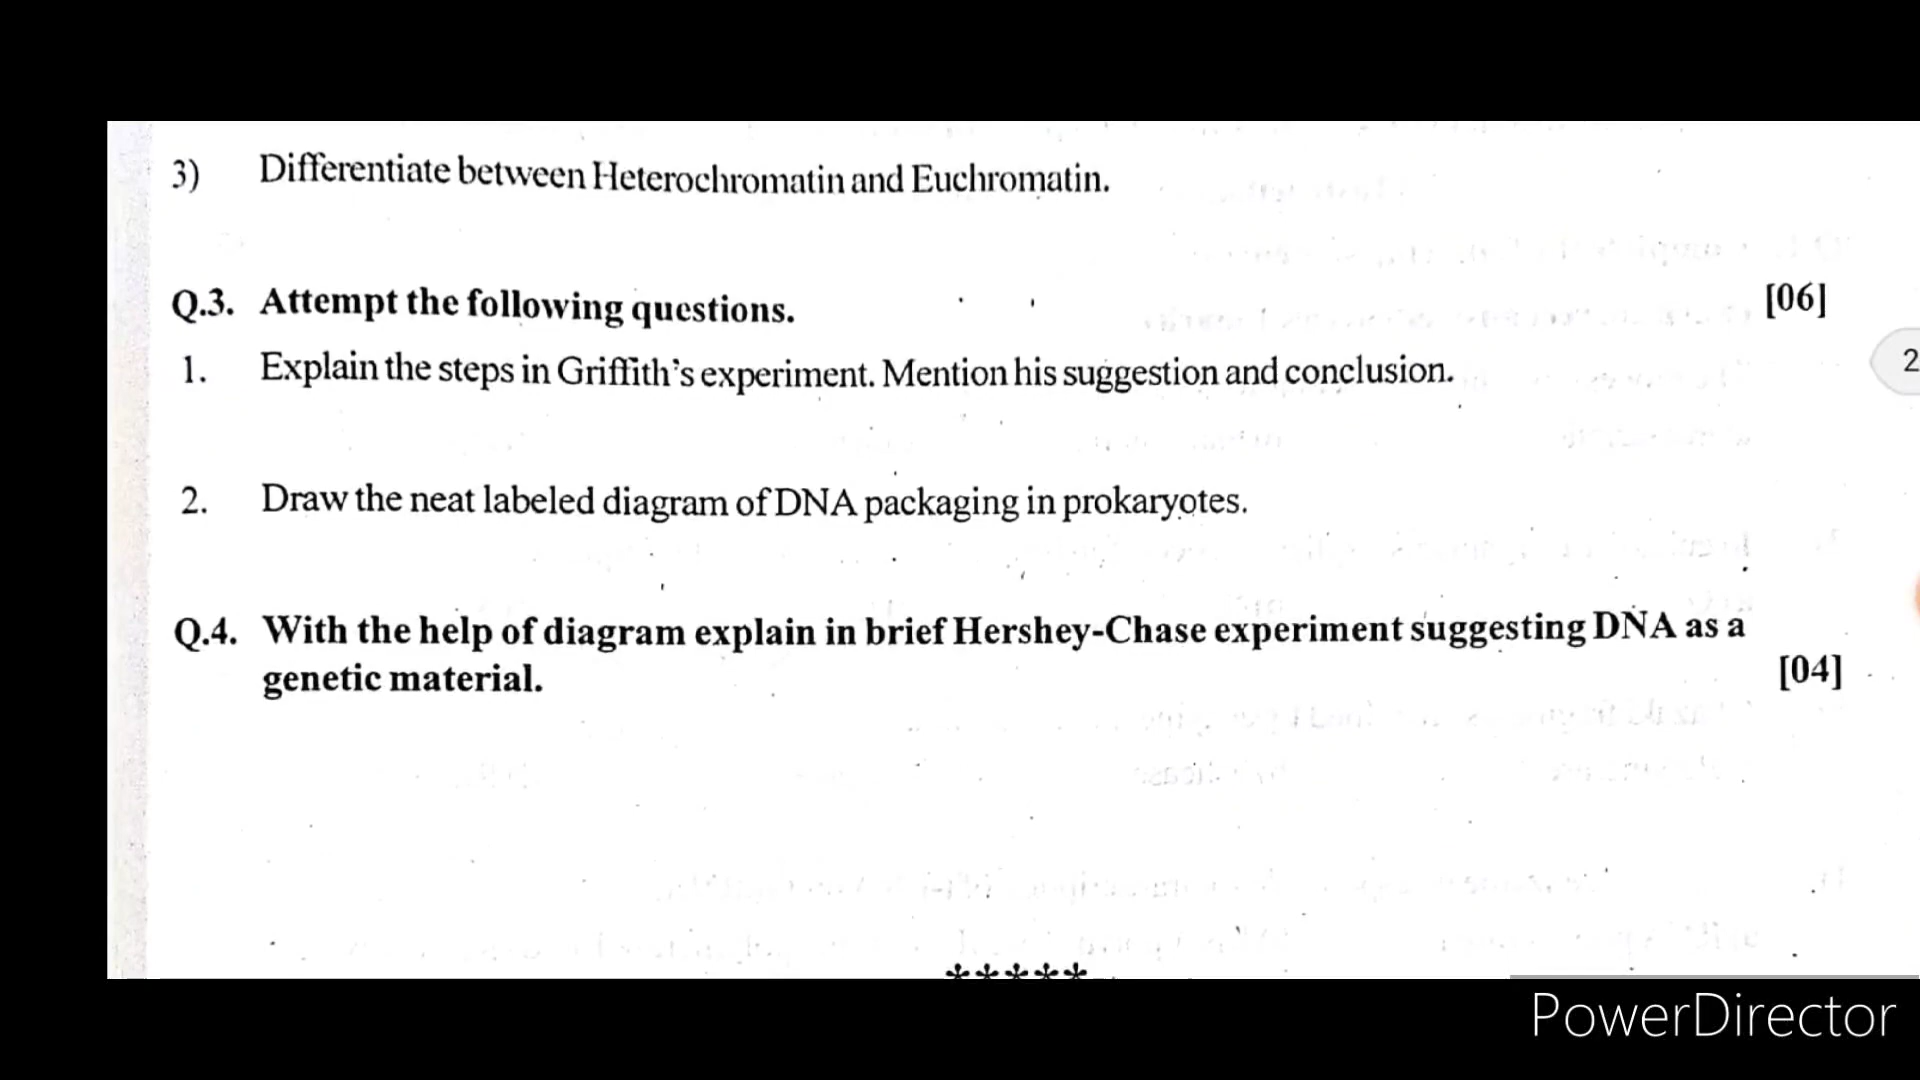 3) Differentiate between Heterochromatin and Euchromatin.
Q.3. Attempt the following questions. [06]
1. Explain the steps in Griffith's experiment. Mention his suggestion and conclusion.
2
2. Draw the neat labeled diagram of DNA packaging in prokaryotes.
Q.4. With the help of diagram explain in brief Hershey-Chase experiment suggesting DNA as a
genetic material. [04]
*****
PowerDirector